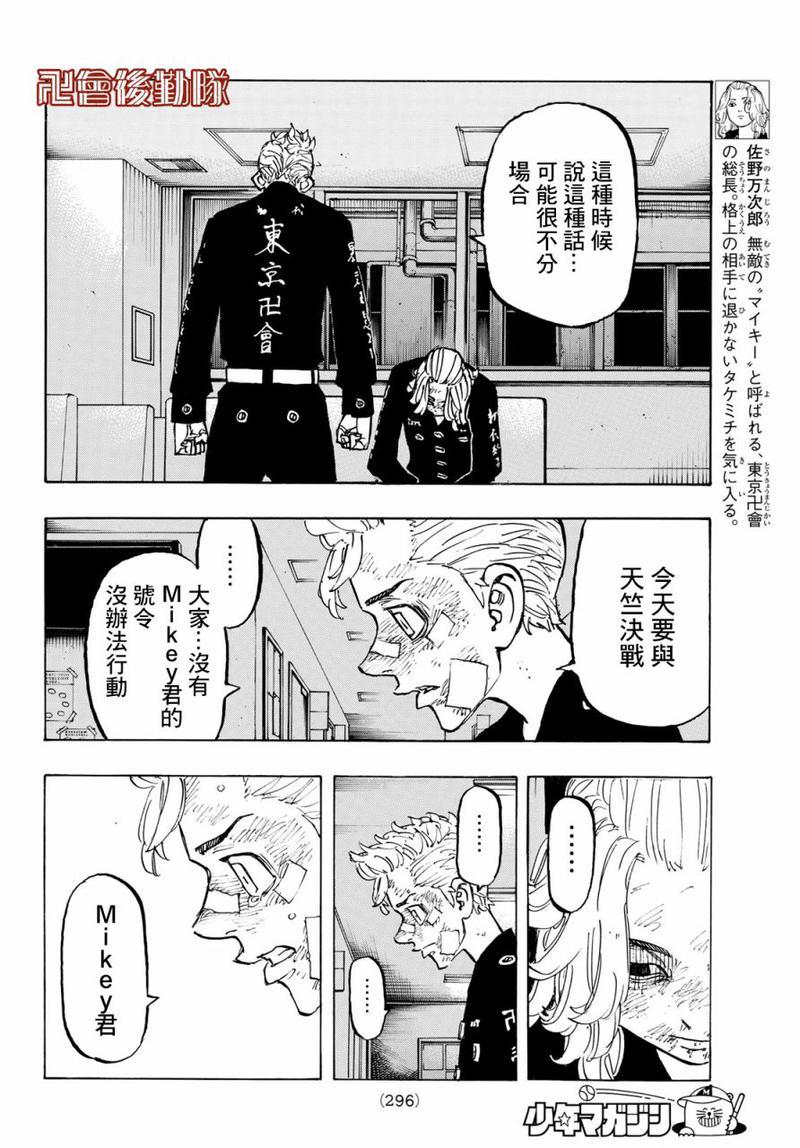 卍會後勤隊
佐野万次郎 無敵の〝マイキー〟と呼ばれる、東京卍會
の総長。格上の相手に退かないタケミチを気に入る。
這種時候
說這種話…
可能很不分
場合
東京卍會
今天要與
天竺決戰
……
大家…沒有
Mikey君的
號令
沒辦法行動
……
……
……
Mikey君
(296)
少年マガジン